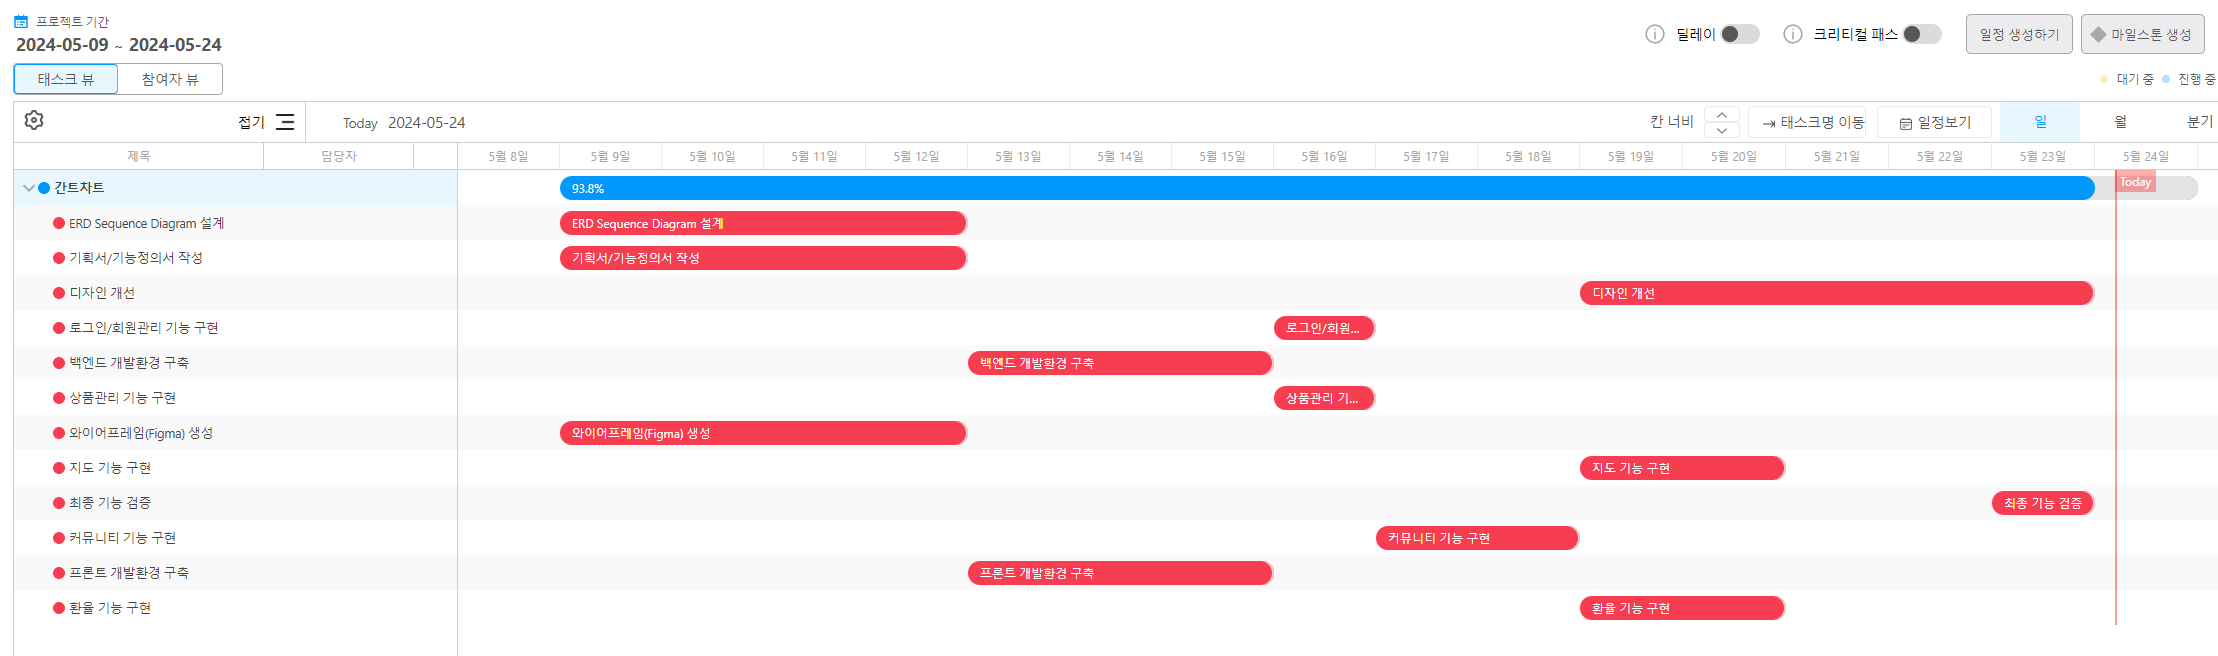 프로젝트 기간
2024-05-09 ~ 2024-05-24
딜레이 크리티컬 패스 일정 생성하기 마일스톤 생성
태스크 뷰 참여자 뷰
대기 중 진행 중
접기 Today 2024-05-24 칸 너비 태스크명 이동 일정보기 일 월 분기
제목 담당자 5월 8일 5월 9일 5월 10일 5월 11일 5월 12일 5월 13일 5월 14일 5월 15일 5월 16일 5월 17일 5월 18일 5월 19일 5월 20일 5월 21일 5월 22일 5월 23일 5월 24일
간트차트 93.8% Today
ERD Sequence Diagram 설계 ERD Sequence Diagram 설계
기획서/기능정의서 작성 기획서/기능정의서 작성
디자인 개선 디자인 개선
로그인/회원관리 기능 구현 로그인/회원...
백엔드 개발환경 구축 백엔드 개발환경 구축
상품관리 기능 구현 상품관리 기...
와이어프레임(Figma) 생성 와이어프레임(Figma) 생성
지도 기능 구현 지도 기능 구현
최종 기능 검증 최종 기능 검증
커뮤니티 기능 구현 커뮤니티 기능 구현
프론트 개발환경 구축 프론트 개발환경 구축
환율 기능 구현 환율 기능 구현